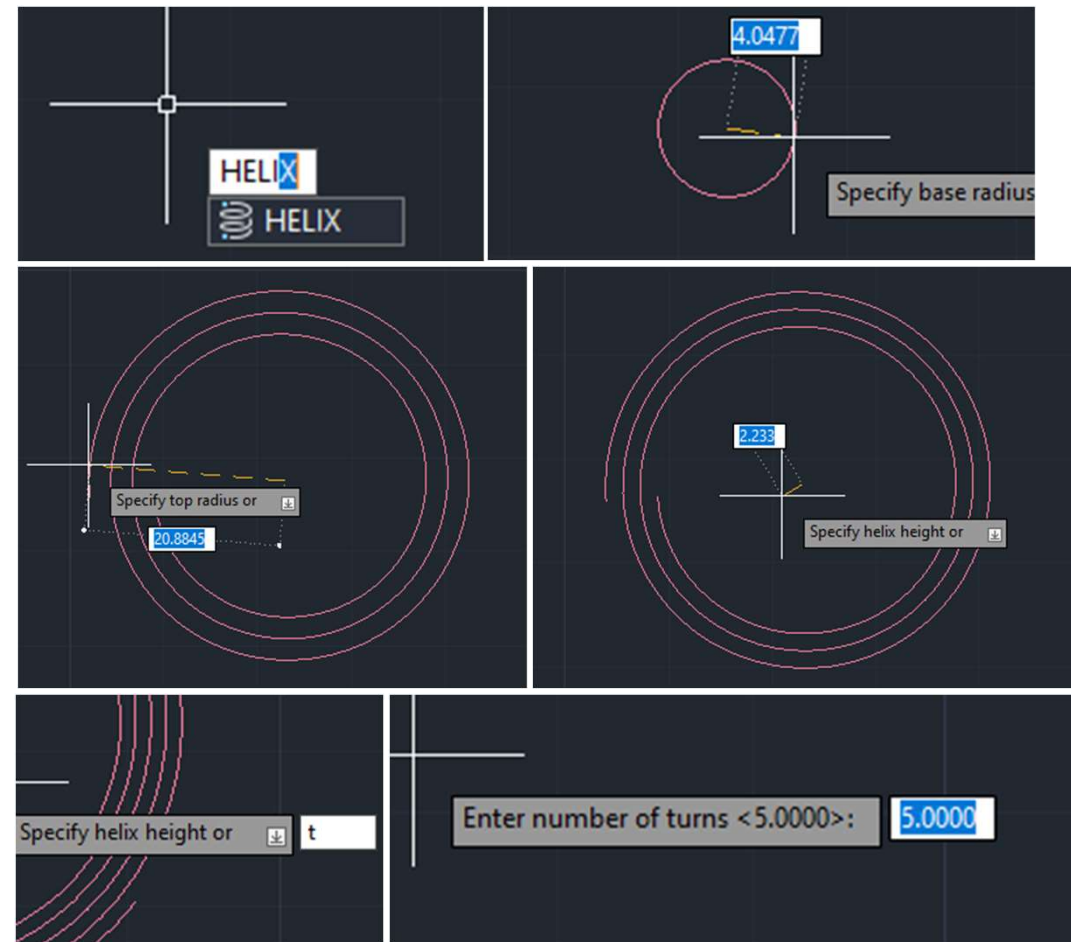 HELIX
HELIX
4.0477
Specify base radius
Specify top radius or
20.8845
2.233
Specify helix height or
Specify helix height or
t
Enter number of turns <5.0000>:
5.0000